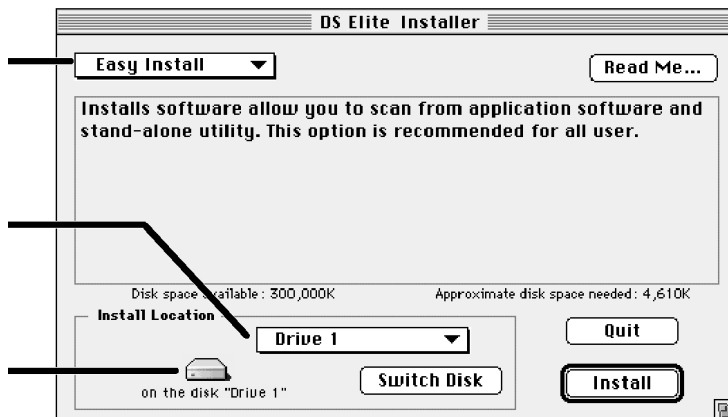 DS Elite Installer
Easy Install
Read Me...
Installs software allow you to scan from application software and
stand-alone utility. This option is recommended for all user.
Disk space available : 300,000K
Approximate disk space needed : 4,610K
Install Location
Drive 1
Quit
on the disk "Drive 1"
Switch Disk
Install